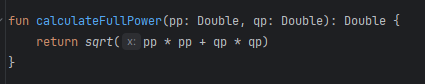 fun calculateFullPower(pp: Double, qp: Double): Double {
    return sqrt( x: pp * pp + qp * qp)
}